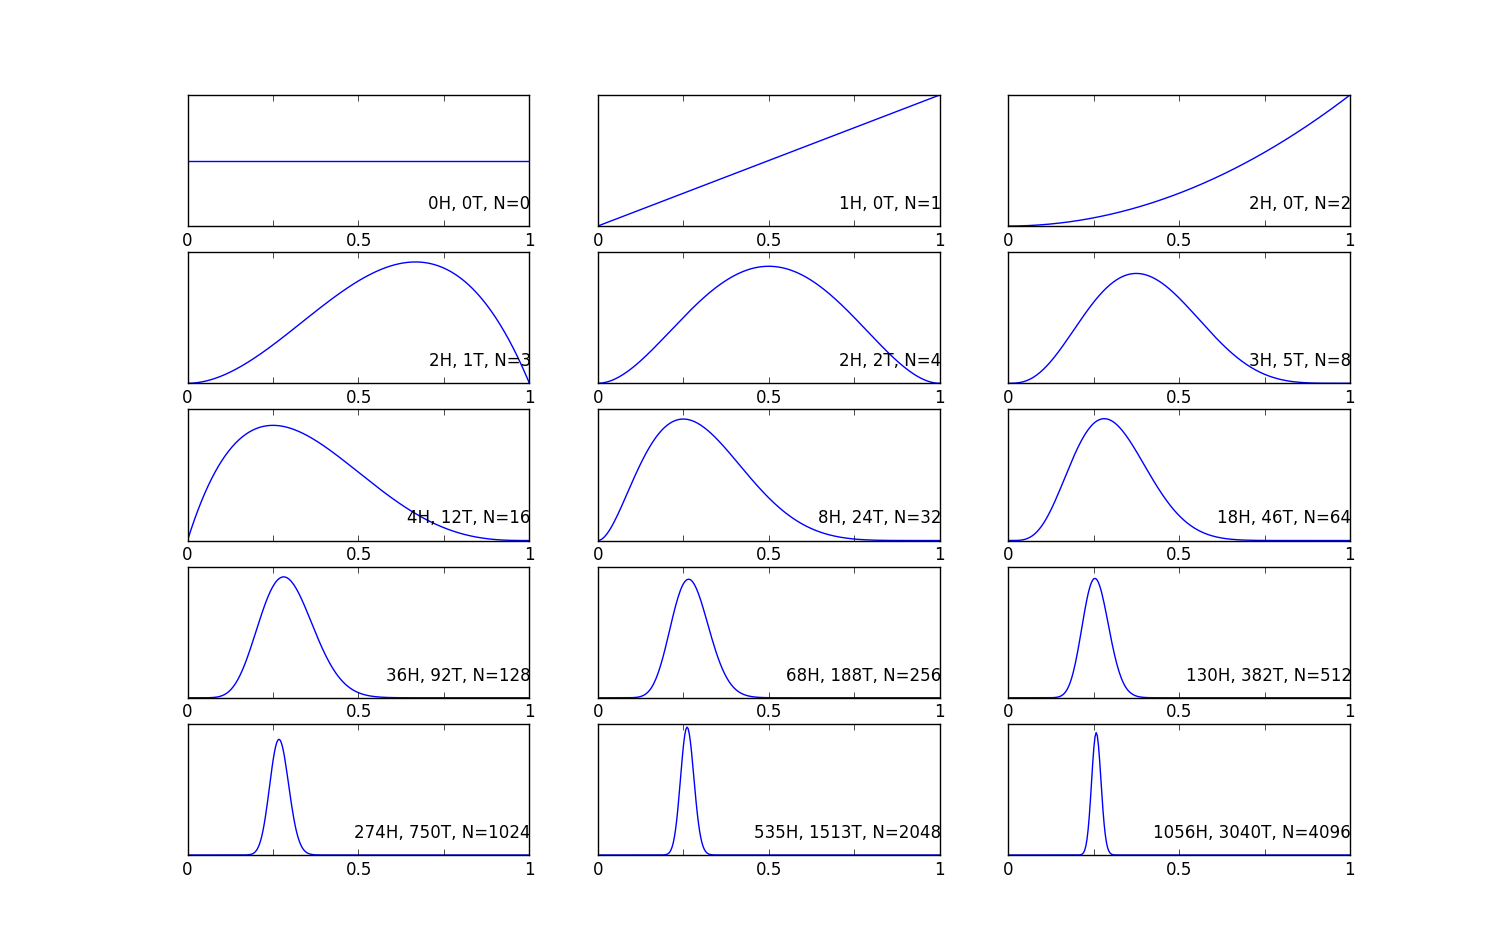 0H, 0T, N=0
0 0.5 1
1H, 0T, N=1
0 0.5 1
2H, 0T, N=2
0 0.5 1
2H, 1T, N=3
0 0.5 1
2H, 2T, N=4
0 0.5 1
3H, 5T, N=8
0 0.5 1
4H, 12T, N=16
0 0.5 1
8H, 24T, N=32
0 0.5 1
18H, 46T, N=64
0 0.5 1
36H, 92T, N=128
0 0.5 1
68H, 188T, N=256
0 0.5 1
130H, 382T, N=512
0 0.5 1
274H, 750T, N=1024
0 0.5 1
535H, 1513T, N=2048
0 0.5 1
1056H, 3040T, N=4096
0 0.5 1